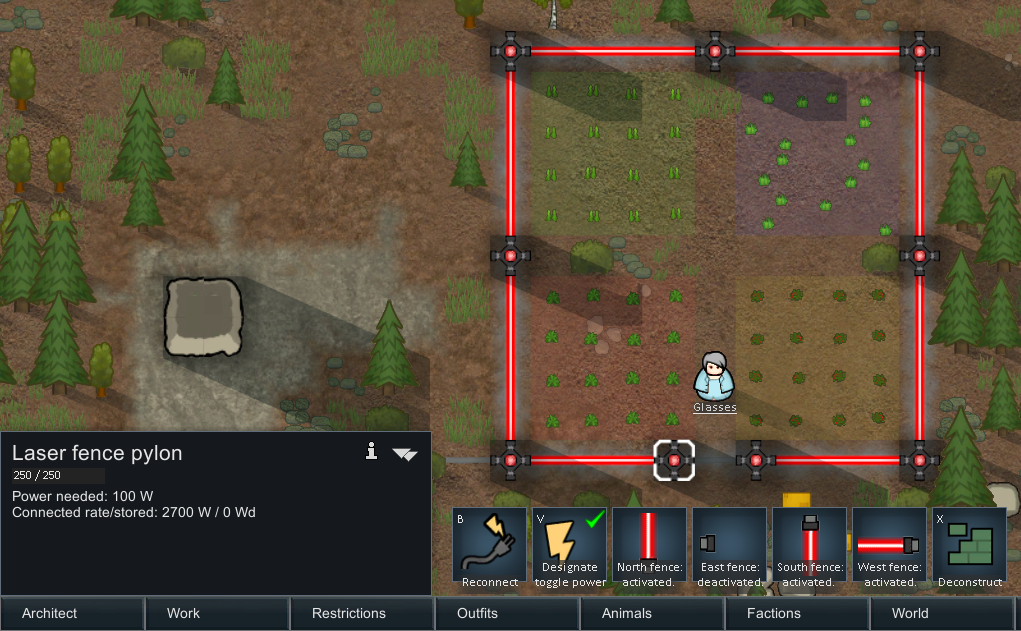 Glasses
Laser fence pylon
250 / 250
Power needed: 100 W
Connected rate/stored: 2700 W / 0 Wd
B
Reconnect
V
Designate
toggle power
North fence:
activated.
East fence:
deactivated.
South fence:
activated.
West fence:
activated.
X
Deconstruct
Architect
Work
Restrictions
Outfits
Animals
Factions
World